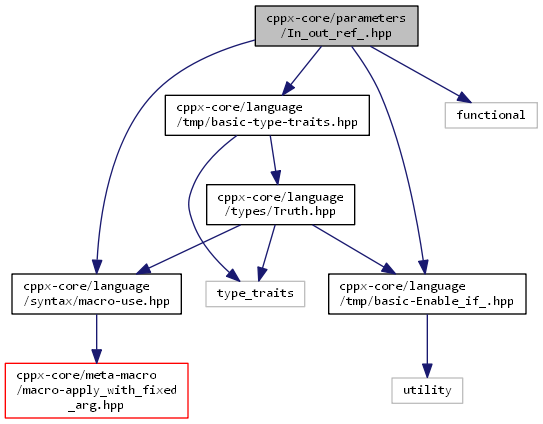 cppx-core/parameters
/In_out_ref_.hpp
cppx-core/language
/tmp/basic-type-traits.hpp
functional
cppx-core/language
/types/Truth.hpp
cppx-core/language
/syntax/macro-use.hpp
type_traits
cppx-core/language
/tmp/basic-Enable_if_.hpp
cppx-core/meta-macro
/macro-apply_with_fixed
_arg.hpp
utility